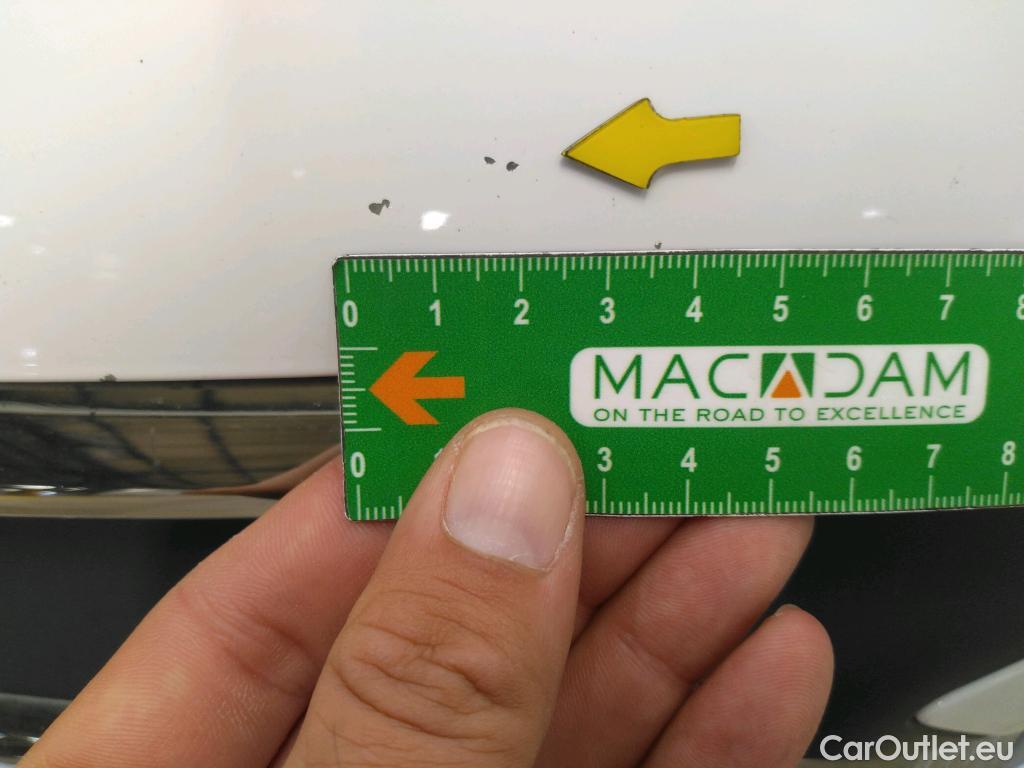 0 1 2 3 4 5 6 7 8
MACADAM
ON THE ROAD TO EXCELLENCE
0 1 3 4 5 6 7 8
CarOutlet.eu